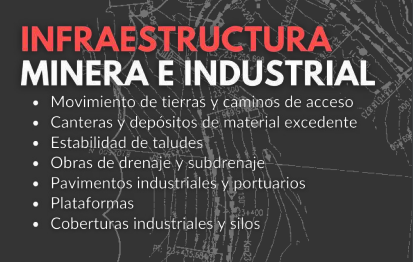 INFRAESTRUCTURA
MINERA E INDUSTRIAL
• Movimiento de tierras y caminos de acceso
• Canteras y depósitos de material excedente
• Estabilidad de taludes
• Obras de drenaje y subdrenaje
• Pavimentos industriales y portuarios
• Plataformas
• Coberturas industriales y silos